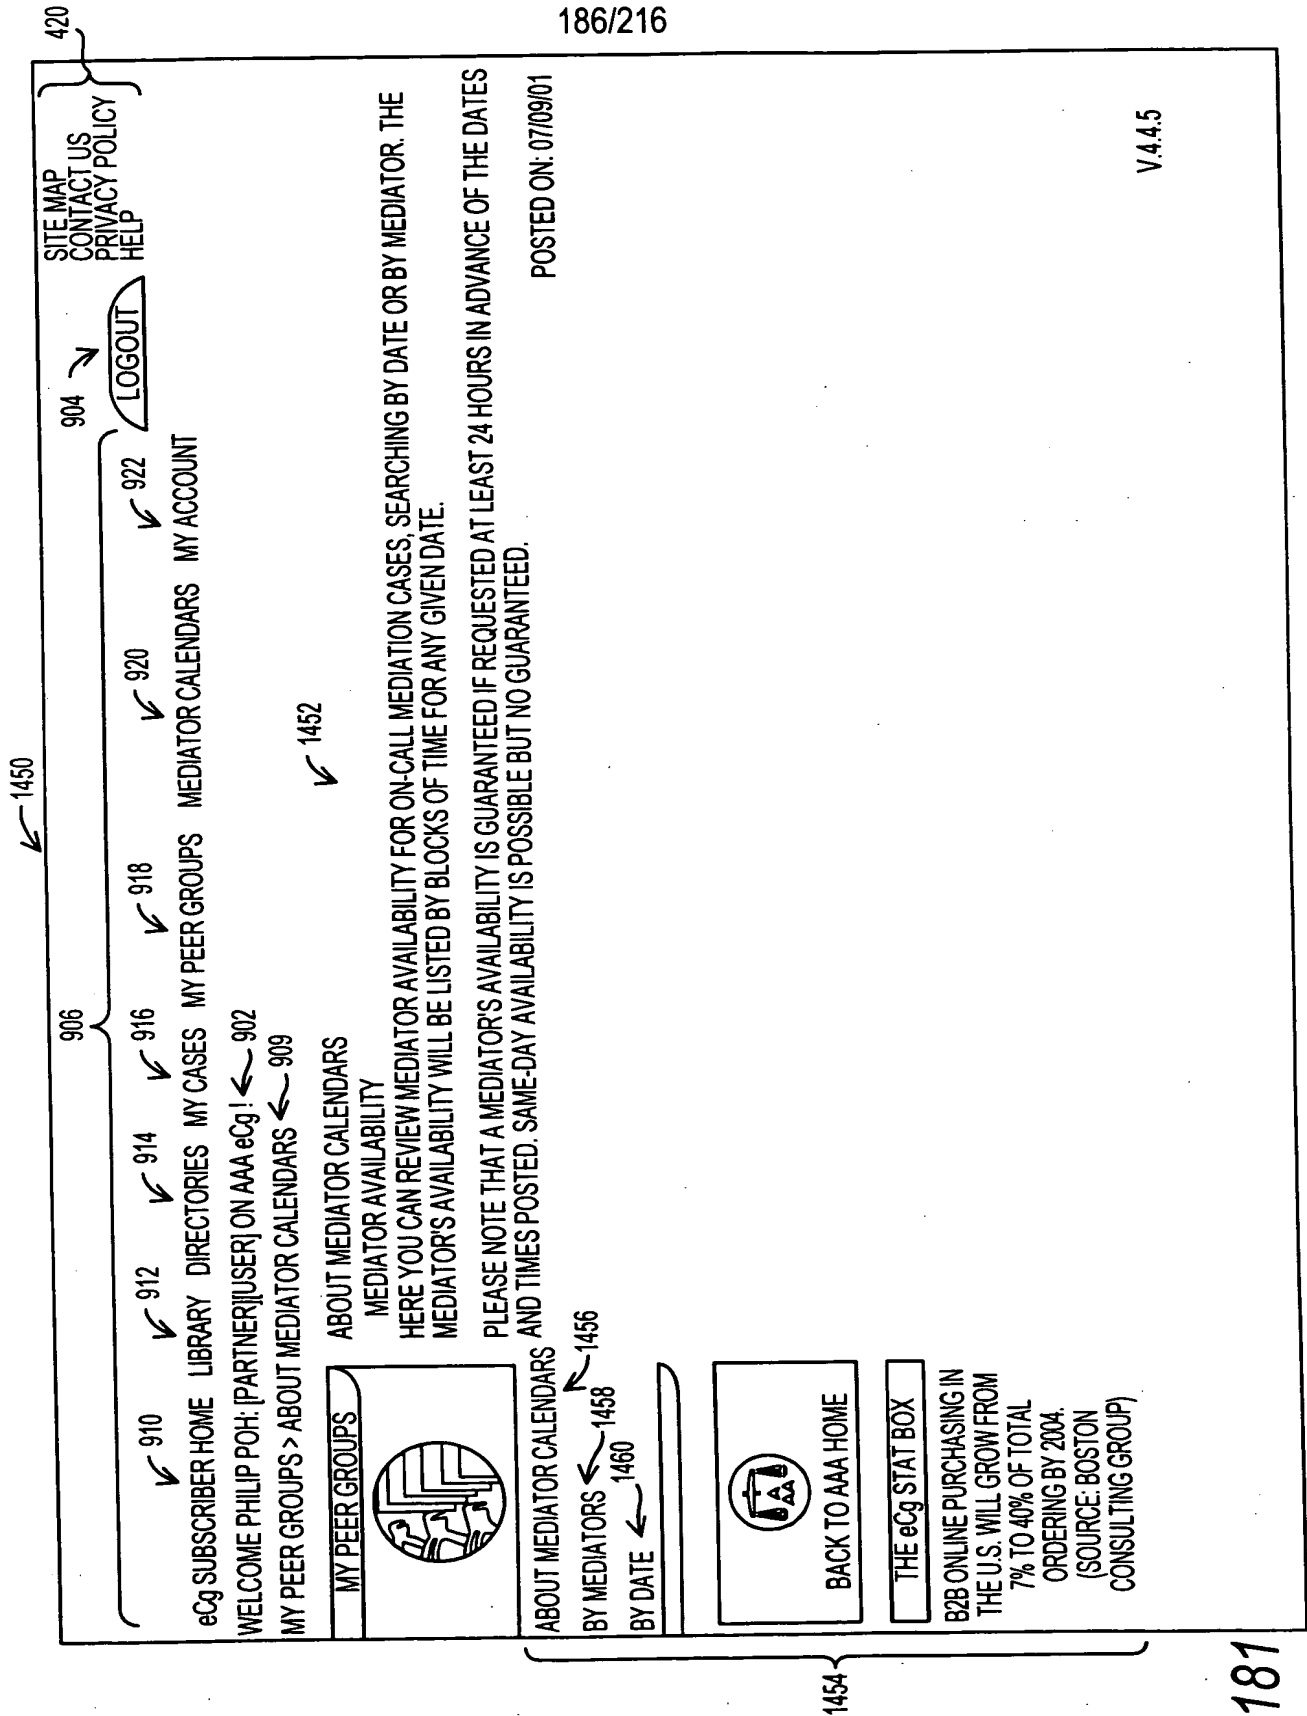 186/216
1450
420
906
904
SITE MAP
CONTACT US
PRIVACY POLICY
HELP
910
912
914
916
918
920
922
LOGOUT
eCg SUBSCRIBER HOME LIBRARY DIRECTORIES MY CASES MY PEER GROUPS MEDIATOR CALENDARS MY ACCOUNT
WELCOME PHILIP POH: [PARTNER][USER] ON AAA eCg! 902
MY PEER GROUPS > ABOUT MEDIATOR CALENDARS 909
1452
MY PEER GROUPS
ABOUT MEDIATOR CALENDARS
MEDIATOR AVAILABILITY
HERE YOU CAN REVIEW MEDIATOR AVAILABILITY FOR ON-CALL MEDIATION CASES, SEARCHING BY DATE OR BY MEDIATOR. THE
MEDIATOR'S AVAILABILITY WILL BE LISTED BY BLOCKS OF TIME FOR ANY GIVEN DATE.
PLEASE NOTE THAT A MEDIATOR'S AVAILABILITY IS GUARANTEED IF REQUESTED AT LEAST 24 HOURS IN ADVANCE OF THE DATES
AND TIMES POSTED. SAME-DAY AVAILABILITY IS POSSIBLE BUT NO GUARANTEED.
POSTED ON: 07/09/01
ABOUT MEDIATOR CALENDARS 1456
BY MEDIATORS 1458
BY DATE 1460
AAA
BACK TO AAA HOME
THE eCg STAT BOX
B2B ONLINE PURCHASING IN
THE U.S. WILL GROW FROM
7% TO 40% OF TOTAL
ORDERING BY 2004.
(SOURCE: BOSTON
CONSULTING GROUP)
V.4.4.5
1454
181